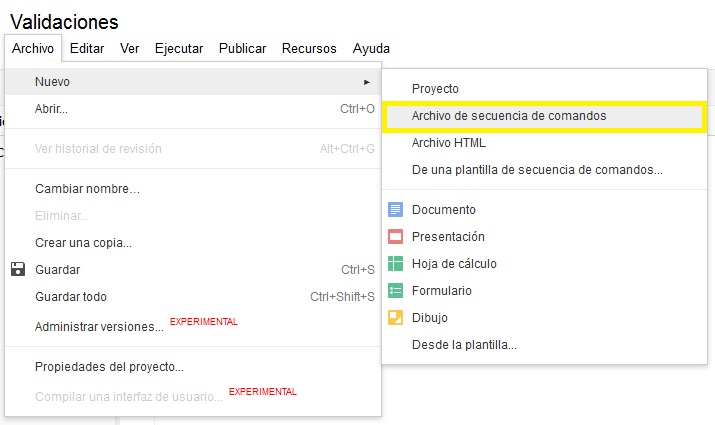 Validaciones
Archivo Editar Ver Ejecutar Publicar Recursos Ayuda
Nuevo ►
Abrir... Ctrl+O
Ver historial de revisión Alt+Ctrl+G
Cambiar nombre...
Eliminar...
Crear una copia...
Guardar Ctrl+S
Guardar todo Ctrl+Shift+S
Administrar versiones... EXPERIMENTAL
Propiedades del proyecto...
Compilar una interfaz de usuario... EXPERIMENTAL
Proyecto
Archivo de secuencia de comandos
Archivo HTML
De una plantilla de secuencia de comandos...
Documento
Presentación
Hoja de cálculo
Formulario
Dibujo
Desde la plantilla...